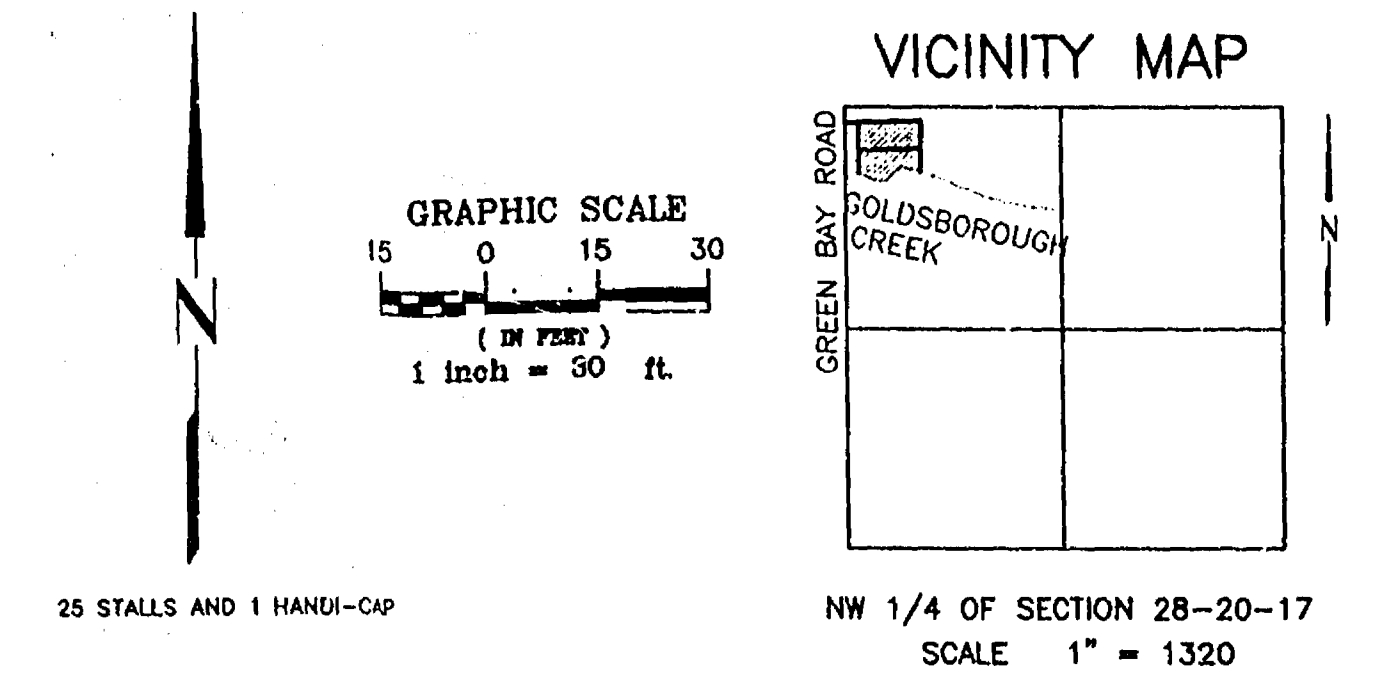 VICINITY MAP
GRAPHIC SCALE
15 0 15 30
( IN FEET )
1 inch = 30 ft.
N
GREEN BAY ROAD
GOLDSBOROUGH
CREEK
N
25 STALLS AND 1 HANDI-CAP
NW 1/4 OF SECTION 28-20-17
SCALE 1" = 1320